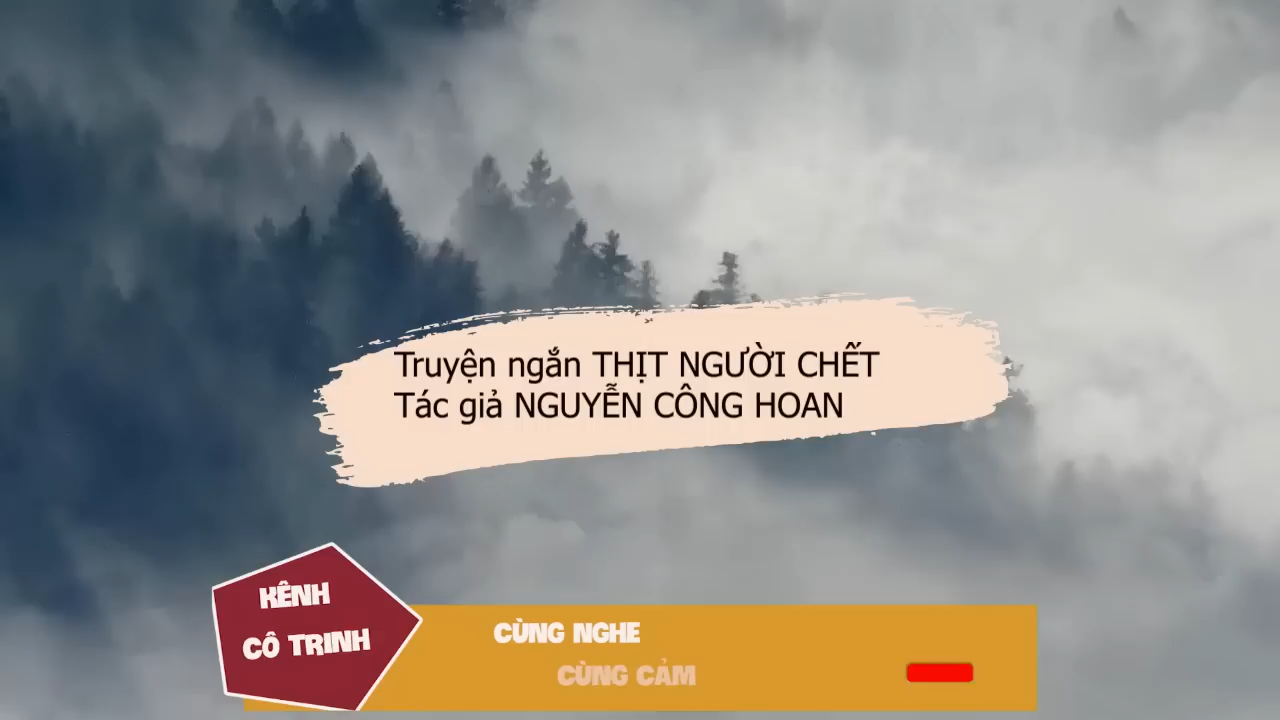 Truyện ngắn THỊT NGƯỜI CHẾT
Tác giả NGUYỄN CÔNG HOAN
KÊNH
CÔ TRINH
CÙNG NGHE
CÙNG CẢM